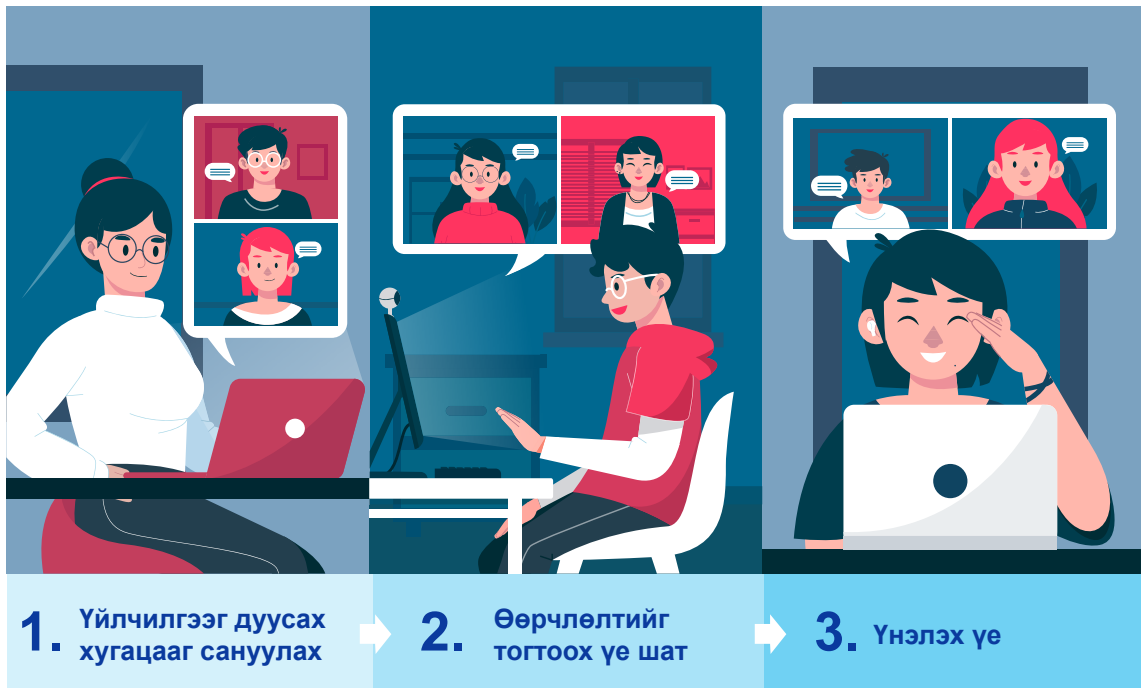 1. Үйлчилгээг дуусах
хугацааг сануулах
2. Өөрчлөлтийг
тогтоох үе шат
3. Үнэлэх үе